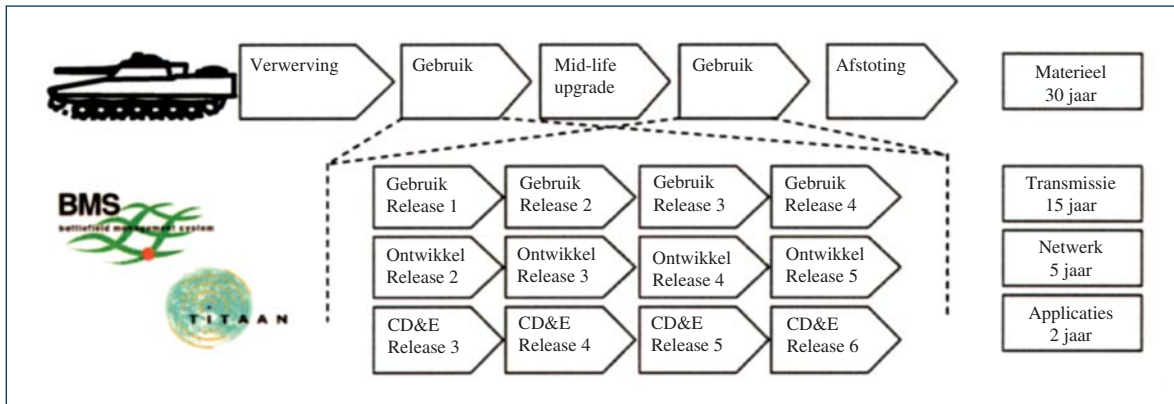 Verwerving
Gebruik
Mid-life
upgrade
Gebruik
Afstoting
Materieel
30 jaar
BMS
battlefield management system
TITAAN
Gebruik
Release 1
Gebruik
Release 2
Gebruik
Release 3
Gebruik
Release 4
Transmissie
15 jaar
Ontwikkel
Release 2
Ontwikkel
Release 3
Ontwikkel
Release 4
Ontwikkel
Release 5
Netwerk
5 jaar
CD&E
Release 3
CD&E
Release 4
CD&E
Release 5
CD&E
Release 6
Applicaties
2 jaar